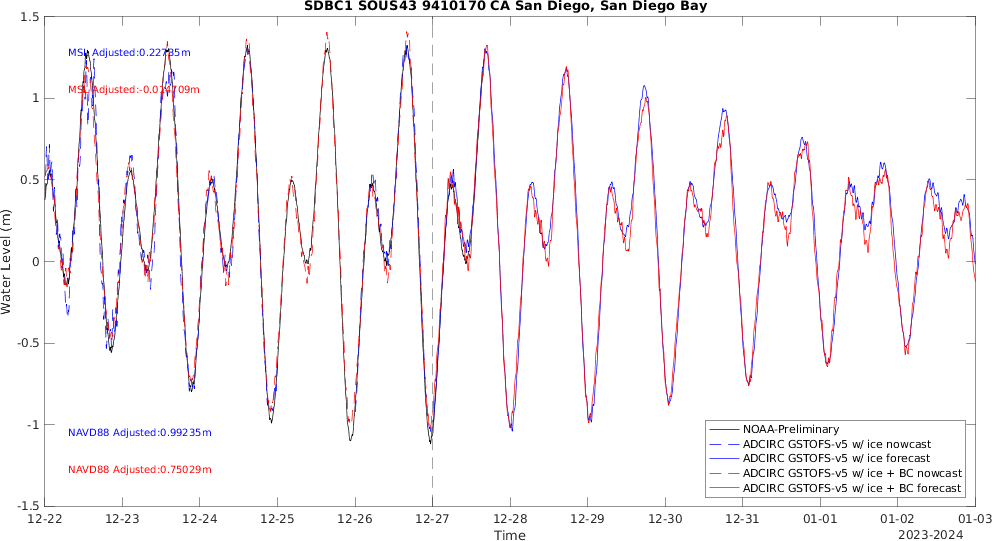 SDBC1 SOUS43 9410170 CA San Diego, San Diego Bay
1.5
1
0.5
0
-0.5
-1
-1.5
Water Level (m)
MSL Adjusted:0.22735m
MSL Adjusted:-0.014709m
NAVD88 Adjusted:0.99235m
NAVD88 Adjusted:0.75029m
NOAA-Preliminary
ADCIRC GSTOFS-v5 w/ ice nowcast
ADCIRC GSTOFS-v5 w/ ice forecast
ADCIRC GSTOFS-v5 w/ ice + BC nowcast
ADCIRC GSTOFS-v5 w/ ice + BC forecast
12-22 12-23 12-24 12-25 12-26 12-27 12-28 12-29 12-30 12-31 01-01 01-02 01-03
Time
2023-2024